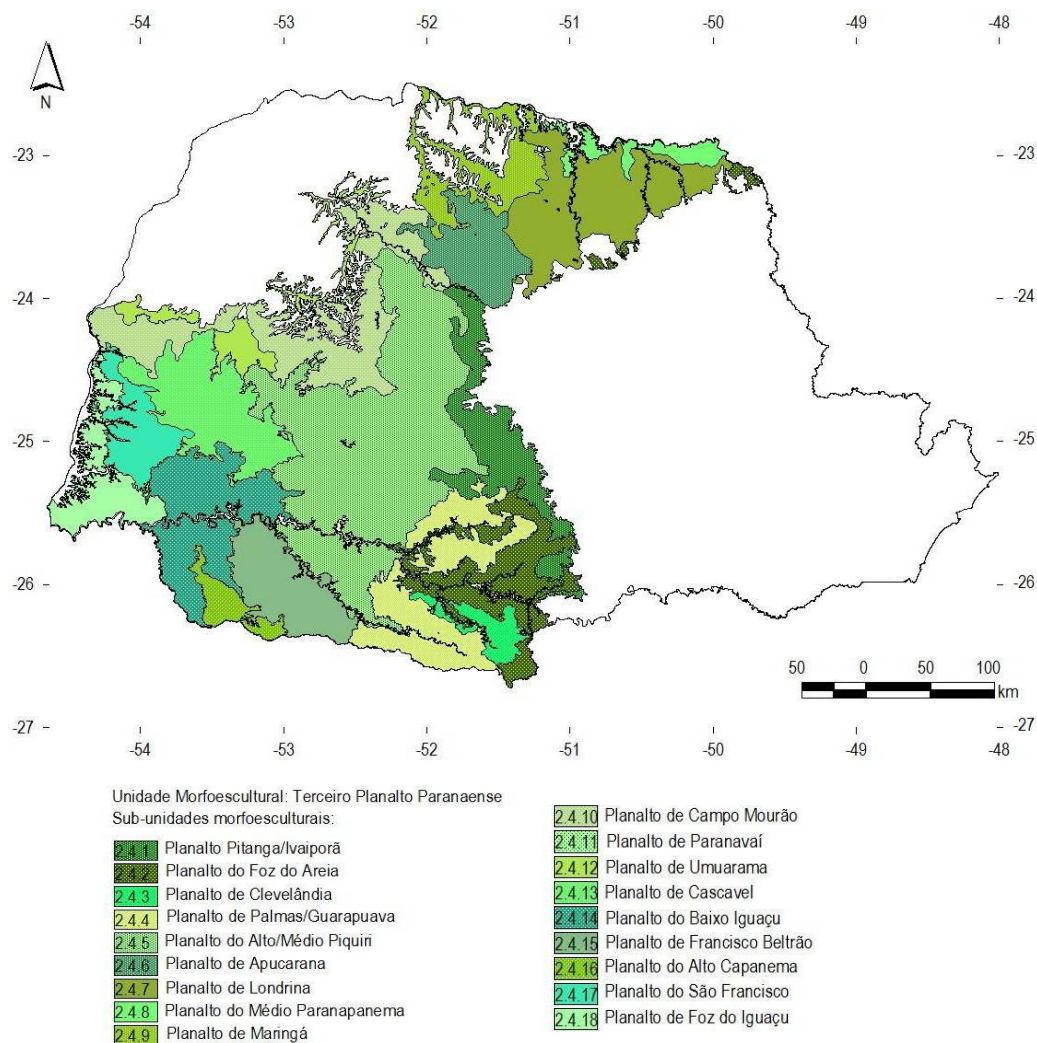 -54 -53 -52 -51 -50 -49 -48
N
-23 -23
-24 -24
-25 -25
-26 -26
50 0 50 100
km
-27 -27
-54 -53 -52 -51 -50 -49 -48
Unidade Morfoescultural: Terceiro Planalto Paranaense
Sub-unidades morfoesculturais:
2.4.1 Planalto Pitanga/Ivaiporã
2.4.2 Planalto do Foz do Areia
2.4.3 Planalto de Clevelândia
2.4.4 Planalto de Palmas/Guarapuava
2.4.5 Planalto do Alto/Médio Piquiri
2.4.6 Planalto de Apucarana
2.4.7 Planalto de Londrina
2.4.8 Planalto do Médio Paranapanema
2.4.9 Planalto de Maringá
2.4.10 Planalto de Campo Mourão
2.4.11 Planalto de Paranavaí
2.4.12 Planalto de Umuarama
2.4.13 Planalto de Cascavel
2.4.14 Planalto do Baixo Iguaçu
2.4.15 Planalto de Francisco Beltrão
2.4.16 Planalto do Alto Capanema
2.4.17 Planalto do São Francisco
2.4.18 Planalto de Foz do Iguaçu